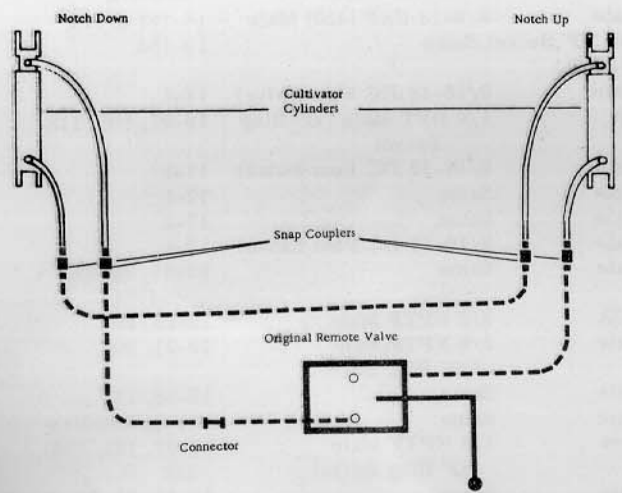 Notch Down
Notch Up
Cultivator
Cylinders
Snap Couplers
Original Remote Valve
Connector